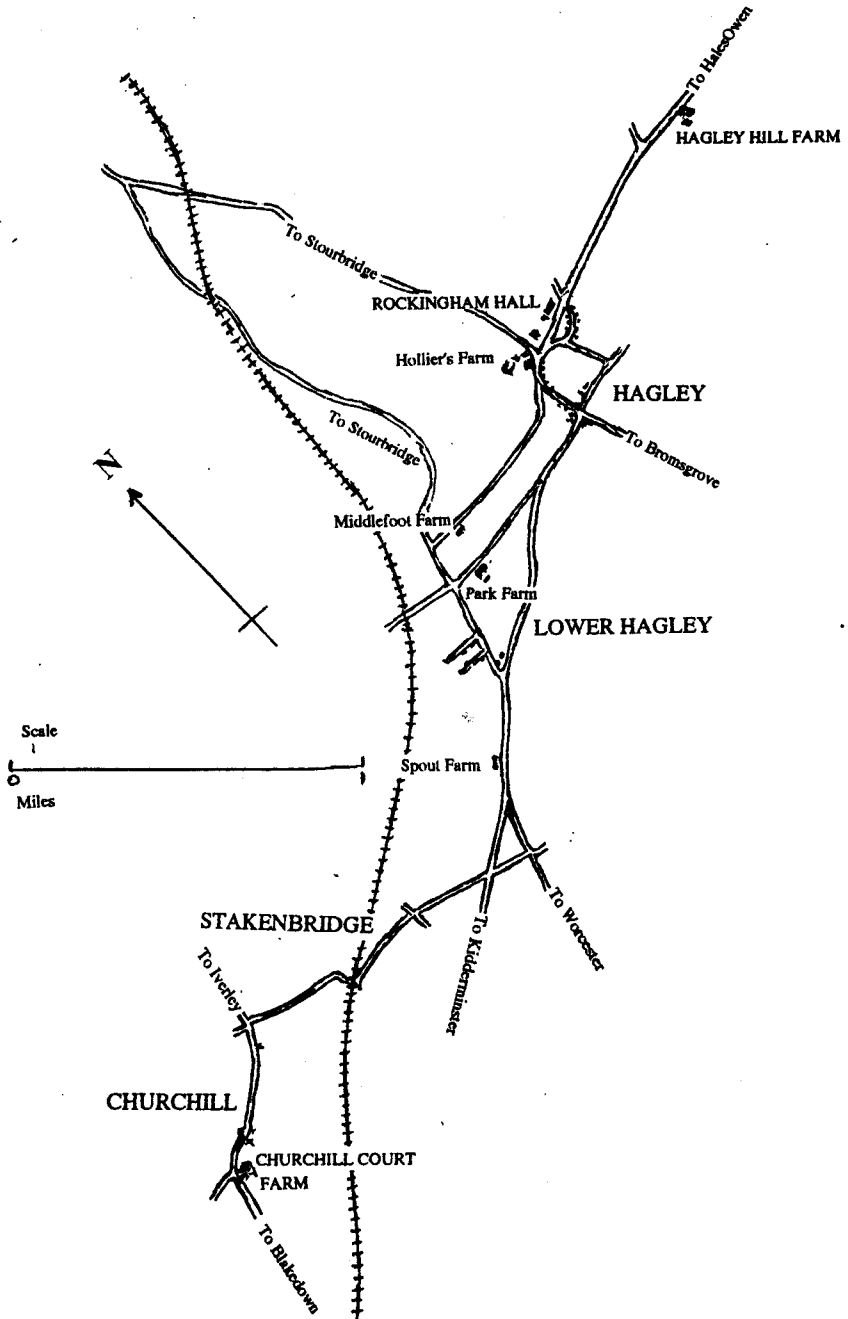 To HalesOwen
HAGLEY HILL FARM
To Stourbridge
ROCKINGHAM HALL
Hollier's Farm
HAGLEY
To Stourbridge
To Bromsgrove
N
Middlefoot Farm
Park Farm
LOWER HAGLEY
Scale
0
Miles
Spout Farm
STAKENBRIDGE
To Iverley
To Kidderminster
To Worcester
CHURCHILL
CHURCHILL COURT
FARM
To Blakedown